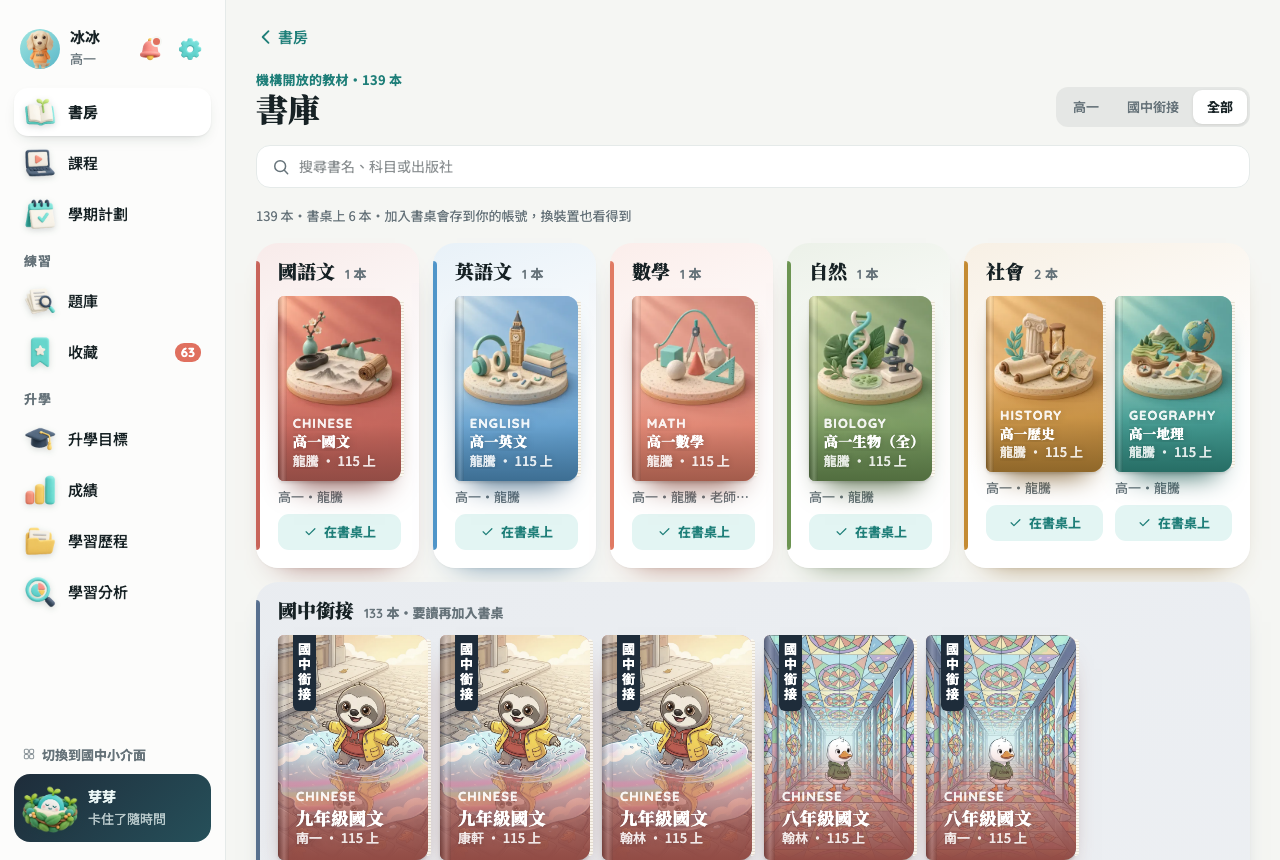 冰冰
高一
書房
課程
學期計劃
練習
題庫
收藏
63
升學
升學目標
成績
學習歷程
學習分析
切換到國中小介面
芽芽
卡住了隨時問
書房
機構開放的教材・139 本
書庫
高一
國中銜接
全部
搜尋書名、科目或出版社
139 本・書桌上 6 本・加入書桌會存到你的帳號，換裝置也看得到
國語文 1 本
CHINESE
高一國文
龍騰 ・ 115 上
高一・龍騰
在書桌上
英語文 1 本
ENGLISH
高一英文
龍騰 ・ 115 上
高一・龍騰
在書桌上
數學 1 本
MATH
高一數學
龍騰 ・ 115 上
高一・龍騰・老師…
在書桌上
自然 1 本
BIOLOGY
高一生物（全）
龍騰 ・ 115 上
高一・龍騰
在書桌上
社會 2 本
HISTORY
高一歷史
龍騰 ・ 115 上
高一・龍騰
在書桌上
GEOGRAPHY
高一地理
龍騰 ・ 115 上
高一・龍騰
在書桌上
國中銜接 133 本・要讀再加入書桌
國中銜接
CHINESE
九年級國文
南一 ・ 115 上
國中銜接
CHINESE
九年級國文
康軒 ・ 115 上
國中銜接
CHINESE
九年級國文
翰林 ・ 115 上
國中銜接
CHINESE
八年級國文
翰林 ・ 115 上
國中銜接
CHINESE
八年級國文
南一 ・ 115 上